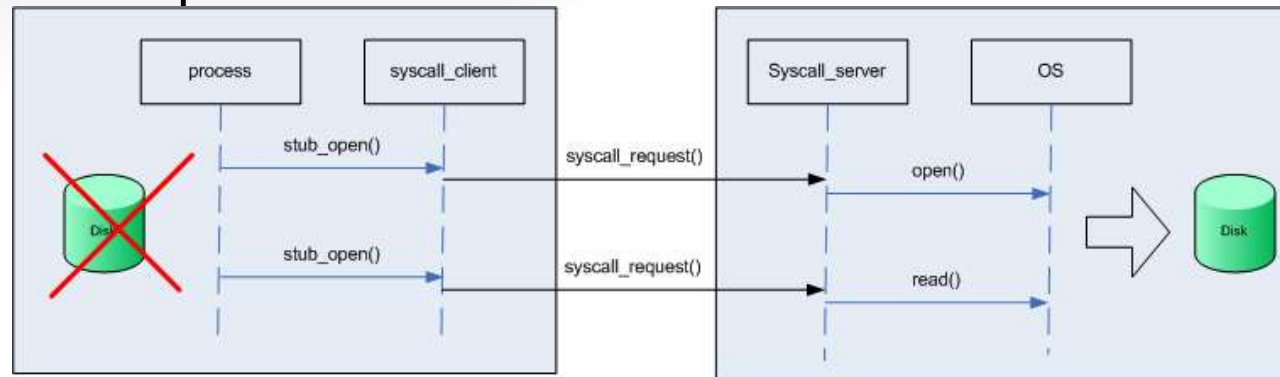 process
syscall_client
Syscall_server
OS
stub_open()
syscall_request()
open()
Disk
Disk
stub_open()
syscall_request()
read()